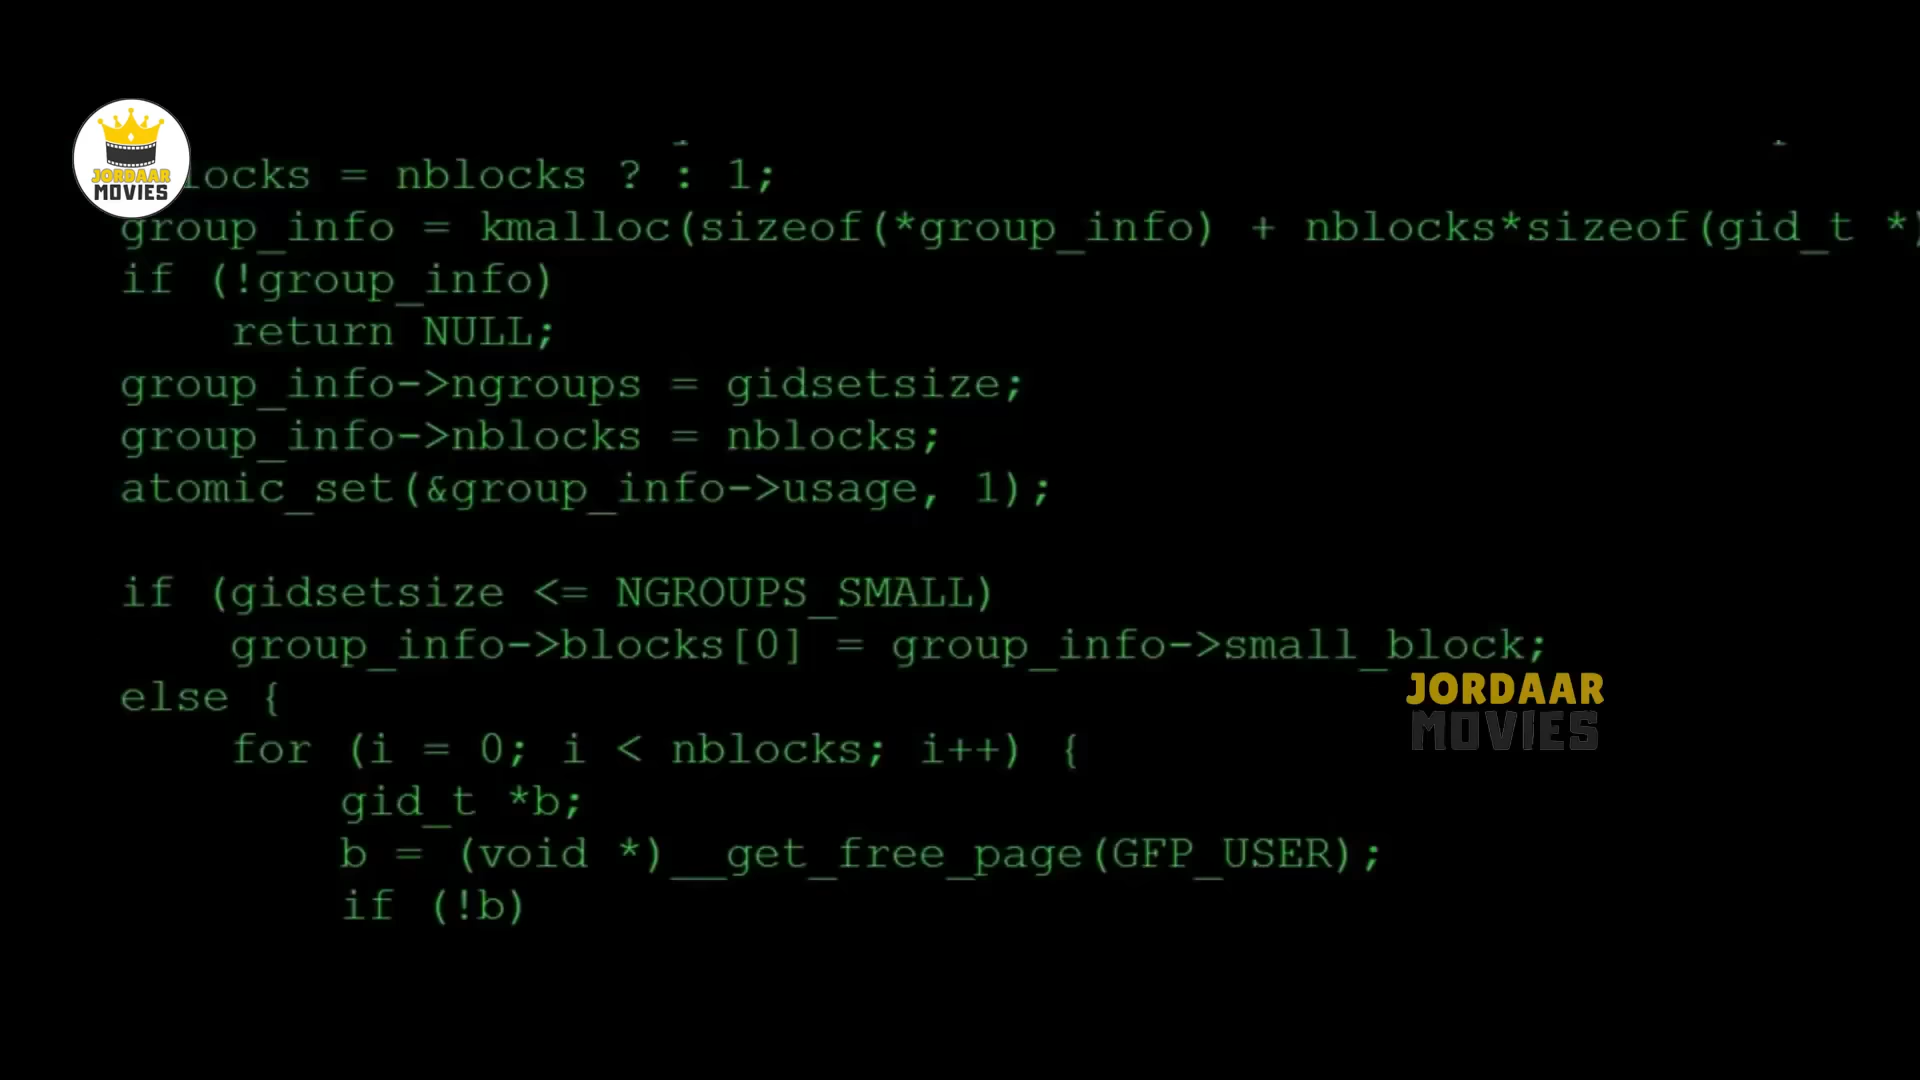 JORDAAR
MOVIES
locks = nblocks ? : 1;
group_info = kmalloc(sizeof(*group_info) + nblocks*sizeof(gid_t *)
if (!group_info)
    return NULL;
group_info->ngroups = gidsetsize;
group_info->nblocks = nblocks;
atomic_set(&group_info->usage, 1);
if (gidsetsize <= NGROUPS_SMALL)
    group_info->blocks[0] = group_info->small_block;
else {
JORDAAR
MOVIES
    for (i = 0; i < nblocks; i++) {
        gid_t *b;
        b = (void *)__get_free_page(GFP_USER);
        if (!b)